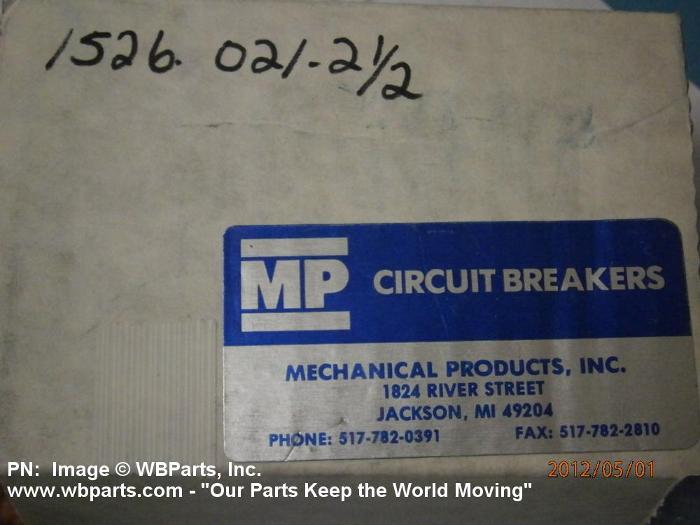 1526. 021-2 1/2
MP CIRCUIT BREAKERS
MECHANICAL PRODUCTS, INC.
1824 RIVER STREET
JACKSON, MI 49204
PHONE: 517-782-0391 FAX: 517-782-2810
PN: Image © WBParts, Inc.
2012/05/01
www.wbparts.com - "Our Parts Keep the World Moving"